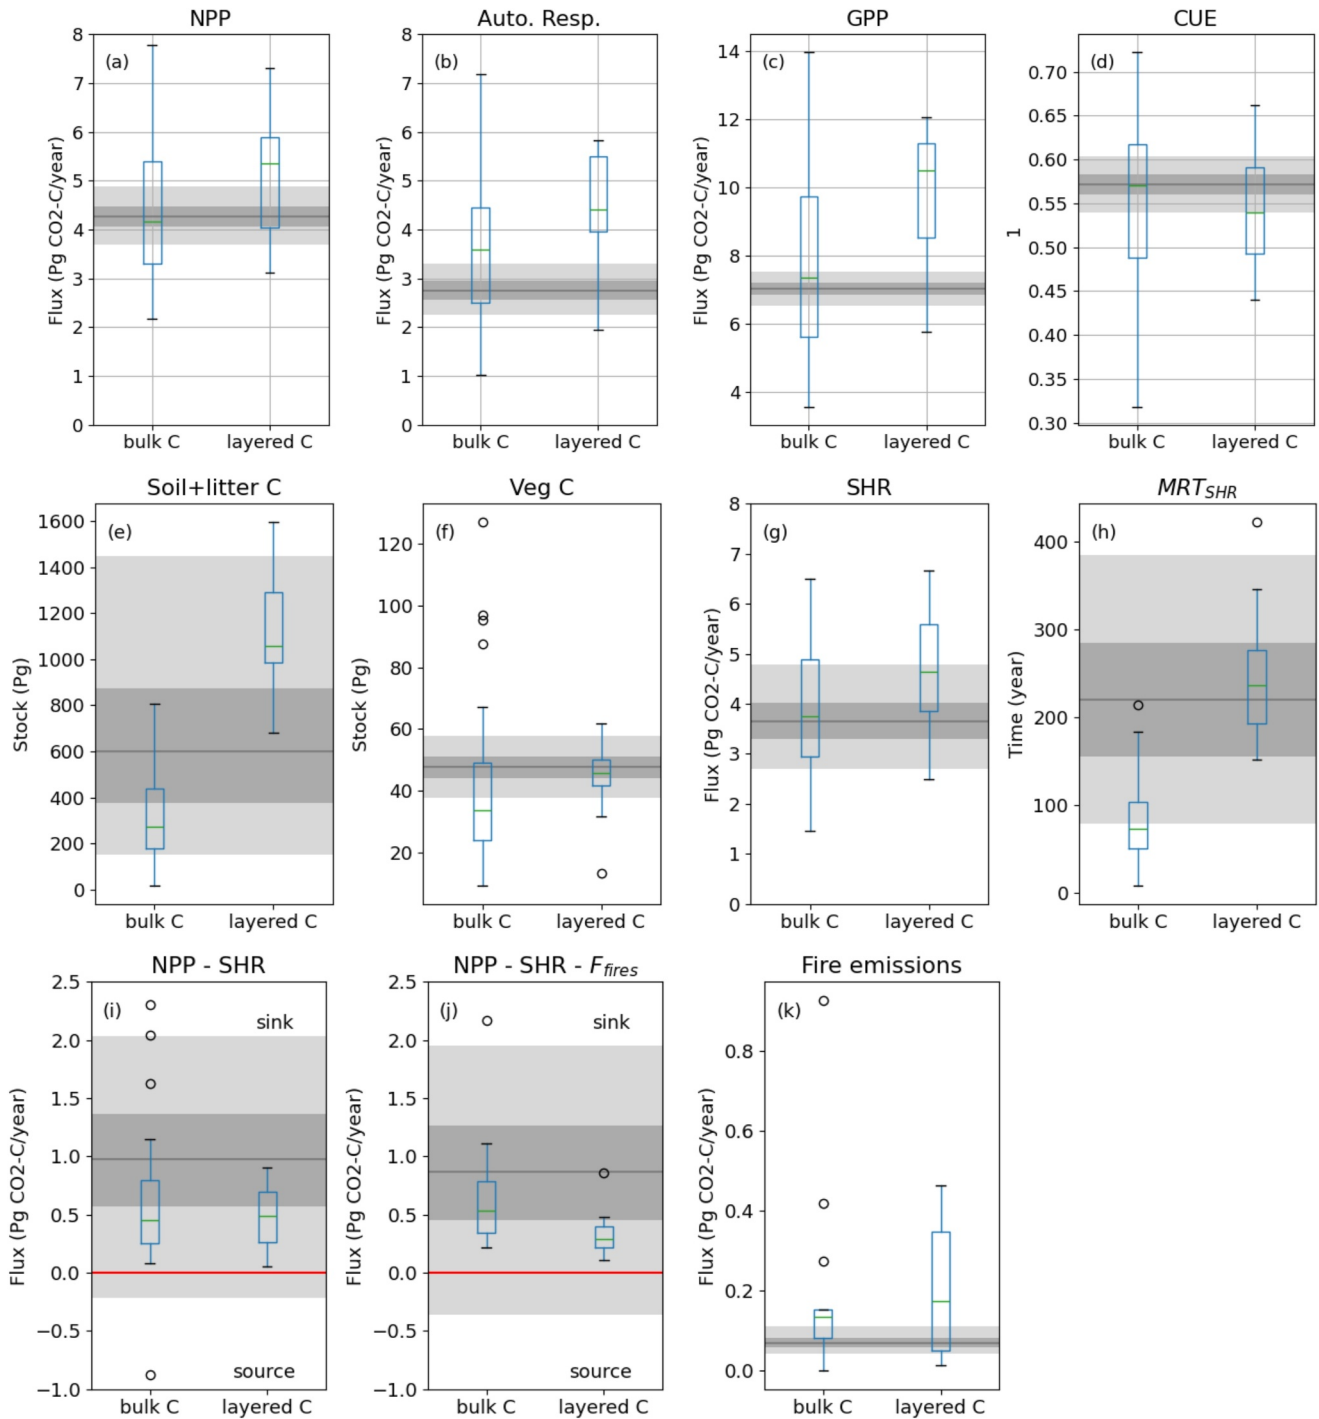 NPP
(a)
Flux (Pg CO2-C/year)
8
7
6
5
4
3
2
1
0
bulk C
layered C
Auto. Resp.
(b)
Flux (Pg CO2-C/year)
8
7
6
5
4
3
2
1
0
bulk C
layered C
GPP
(c)
Flux (Pg CO2-C/year)
14
12
10
8
6
4
bulk C
layered C
CUE
(d)
1
0.70
0.65
0.60
0.55
0.50
0.45
0.40
0.35
0.30
bulk C
layered C
Soil+litter C
(e)
Stock (Pg)
1600
1400
1200
1000
800
600
400
200
0
bulk C
layered C
Veg C
(f)
Stock (Pg)
120
100
80
60
40
20
bulk C
layered C
SHR
(g)
Flux (Pg CO2-C/year)
8
7
6
5
4
3
2
1
0
bulk C
layered C
MRT_SHR
(h)
Time (year)
400
300
200
100
0
bulk C
layered C
NPP - SHR
(i)
sink
Flux (Pg CO2-C/year)
2.5
2.0
1.5
1.0
0.5
0.0
−0.5
−1.0
source
bulk C
layered C
NPP - SHR - F_fires
(j)
sink
Flux (Pg CO2-C/year)
2.5
2.0
1.5
1.0
0.5
0.0
−0.5
−1.0
source
bulk C
layered C
Fire emissions
(k)
Flux (Pg CO2-C/year)
0.8
0.6
0.4
0.2
0.0
bulk C
layered C